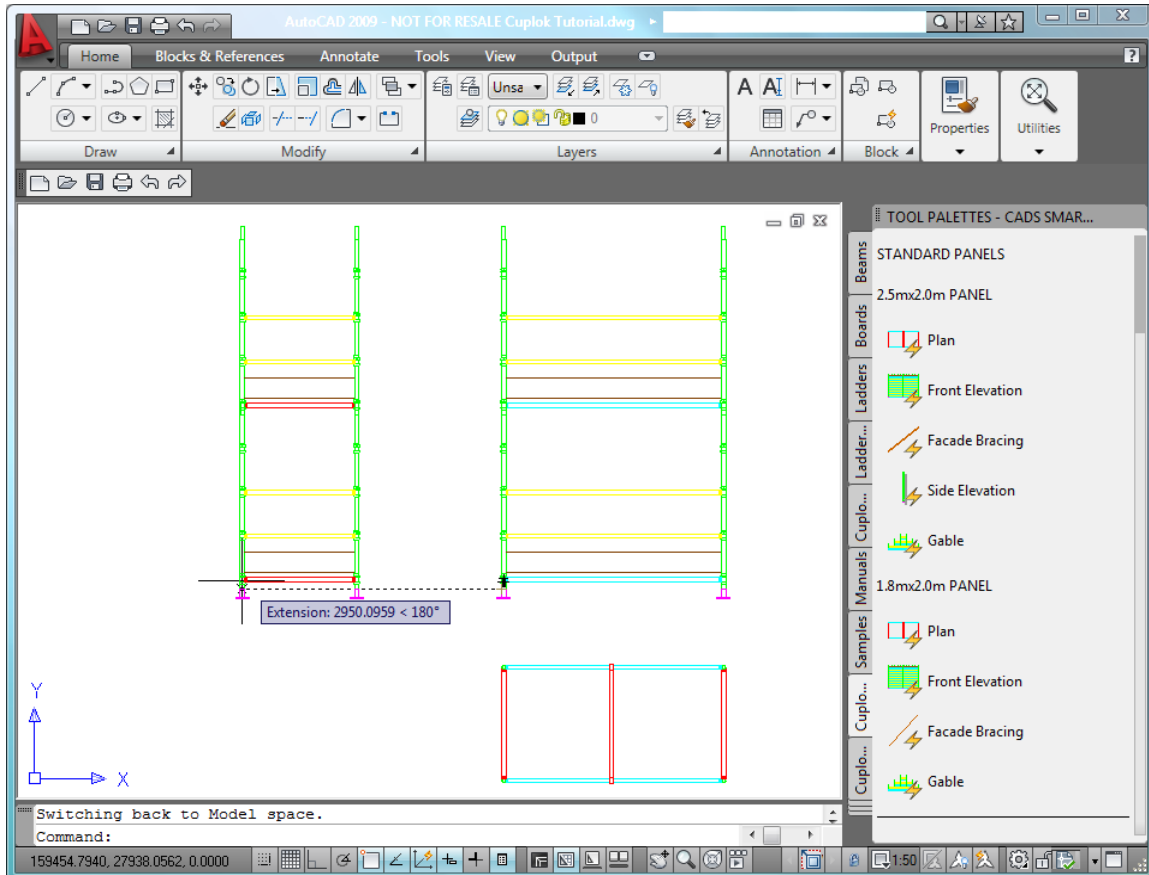 AutoCAD 2009 - NOT FOR RESALE Cuplok Tutorial.dwg
Home Blocks & References Annotate Tools View Output
Unsa
A A
0
Properties
Utilities
Draw Modify Layers Annotation Block
TOOL PALETTES - CADS SMAR...
Beams
Boards
Ladders
Ladder...
Cuplo...
Manuals
Samples
Cuplo...
Cuplo...
STANDARD PANELS
2.5mx2.0m PANEL
Plan
Front Elevation
Facade Bracing
Side Elevation
Gable
1.8mx2.0m PANEL
Plan
Front Elevation
Facade Bracing
Gable
Extension: 2950.0959 < 180°
Y
X
Switching back to Model space.
Command:
159454.7940, 27938.0562, 0.0000
1:50